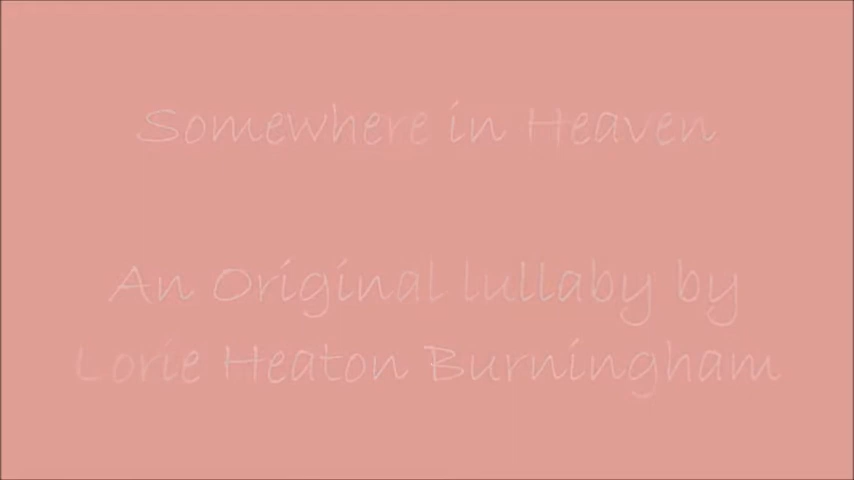 Somewhere in Heaven
An Original lullaby by
Lorie Heaton Burningham